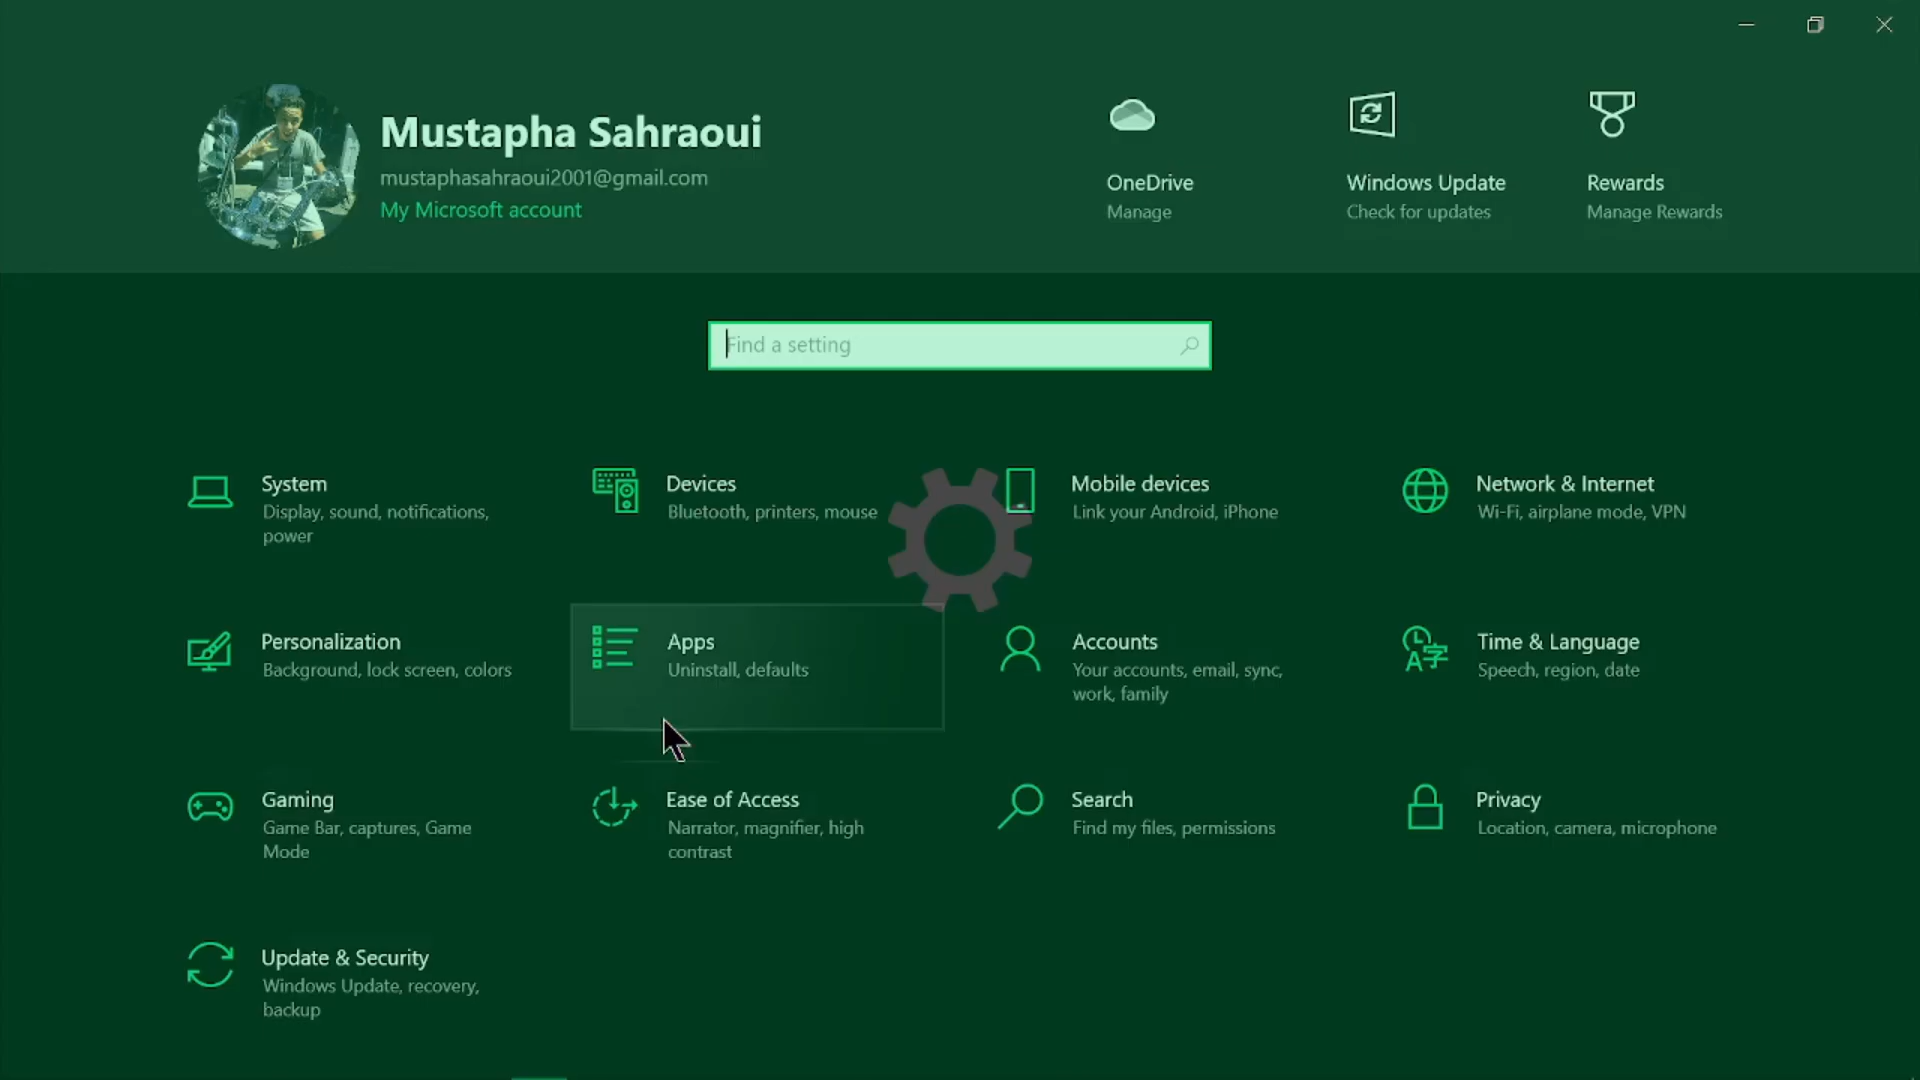 Mustapha Sahraoui
mustaphasahraoui2001@gmail.com
My Microsoft account
OneDrive
Manage
Windows Update
Check for updates
Rewards
Manage Rewards
Find a setting
System
Display, sound, notifications,
power
Devices
Bluetooth, printers, mouse
Mobile devices
Link your Android, iPhone
Network & Internet
Wi-Fi, airplane mode, VPN
Personalization
Background, lock screen, colors
Apps
Uninstall, defaults
Accounts
Your accounts, email, sync,
work, family
Time & Language
Speech, region, date
Gaming
Game Bar, captures, Game
Mode
Ease of Access
Narrator, magnifier, high
contrast
Search
Find my files, permissions
Privacy
Location, camera, microphone
Update & Security
Windows Update, recovery,
backup